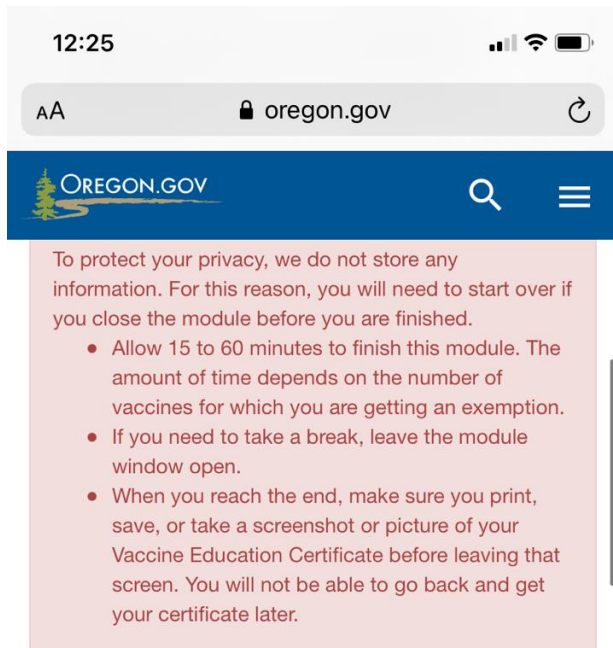 12:25
AA oregon.gov
OREGON.GOV
To protect your privacy, we do not store any
information. For this reason, you will need to start over if
you close the module before you are finished.
• Allow 15 to 60 minutes to finish this module. The
amount of time depends on the number of
vaccines for which you are getting an exemption.
• If you need to take a break, leave the module
window open.
• When you reach the end, make sure you print,
save, or take a screenshot or picture of your
Vaccine Education Certificate before leaving that
screen. You will not be able to go back and get
your certificate later.